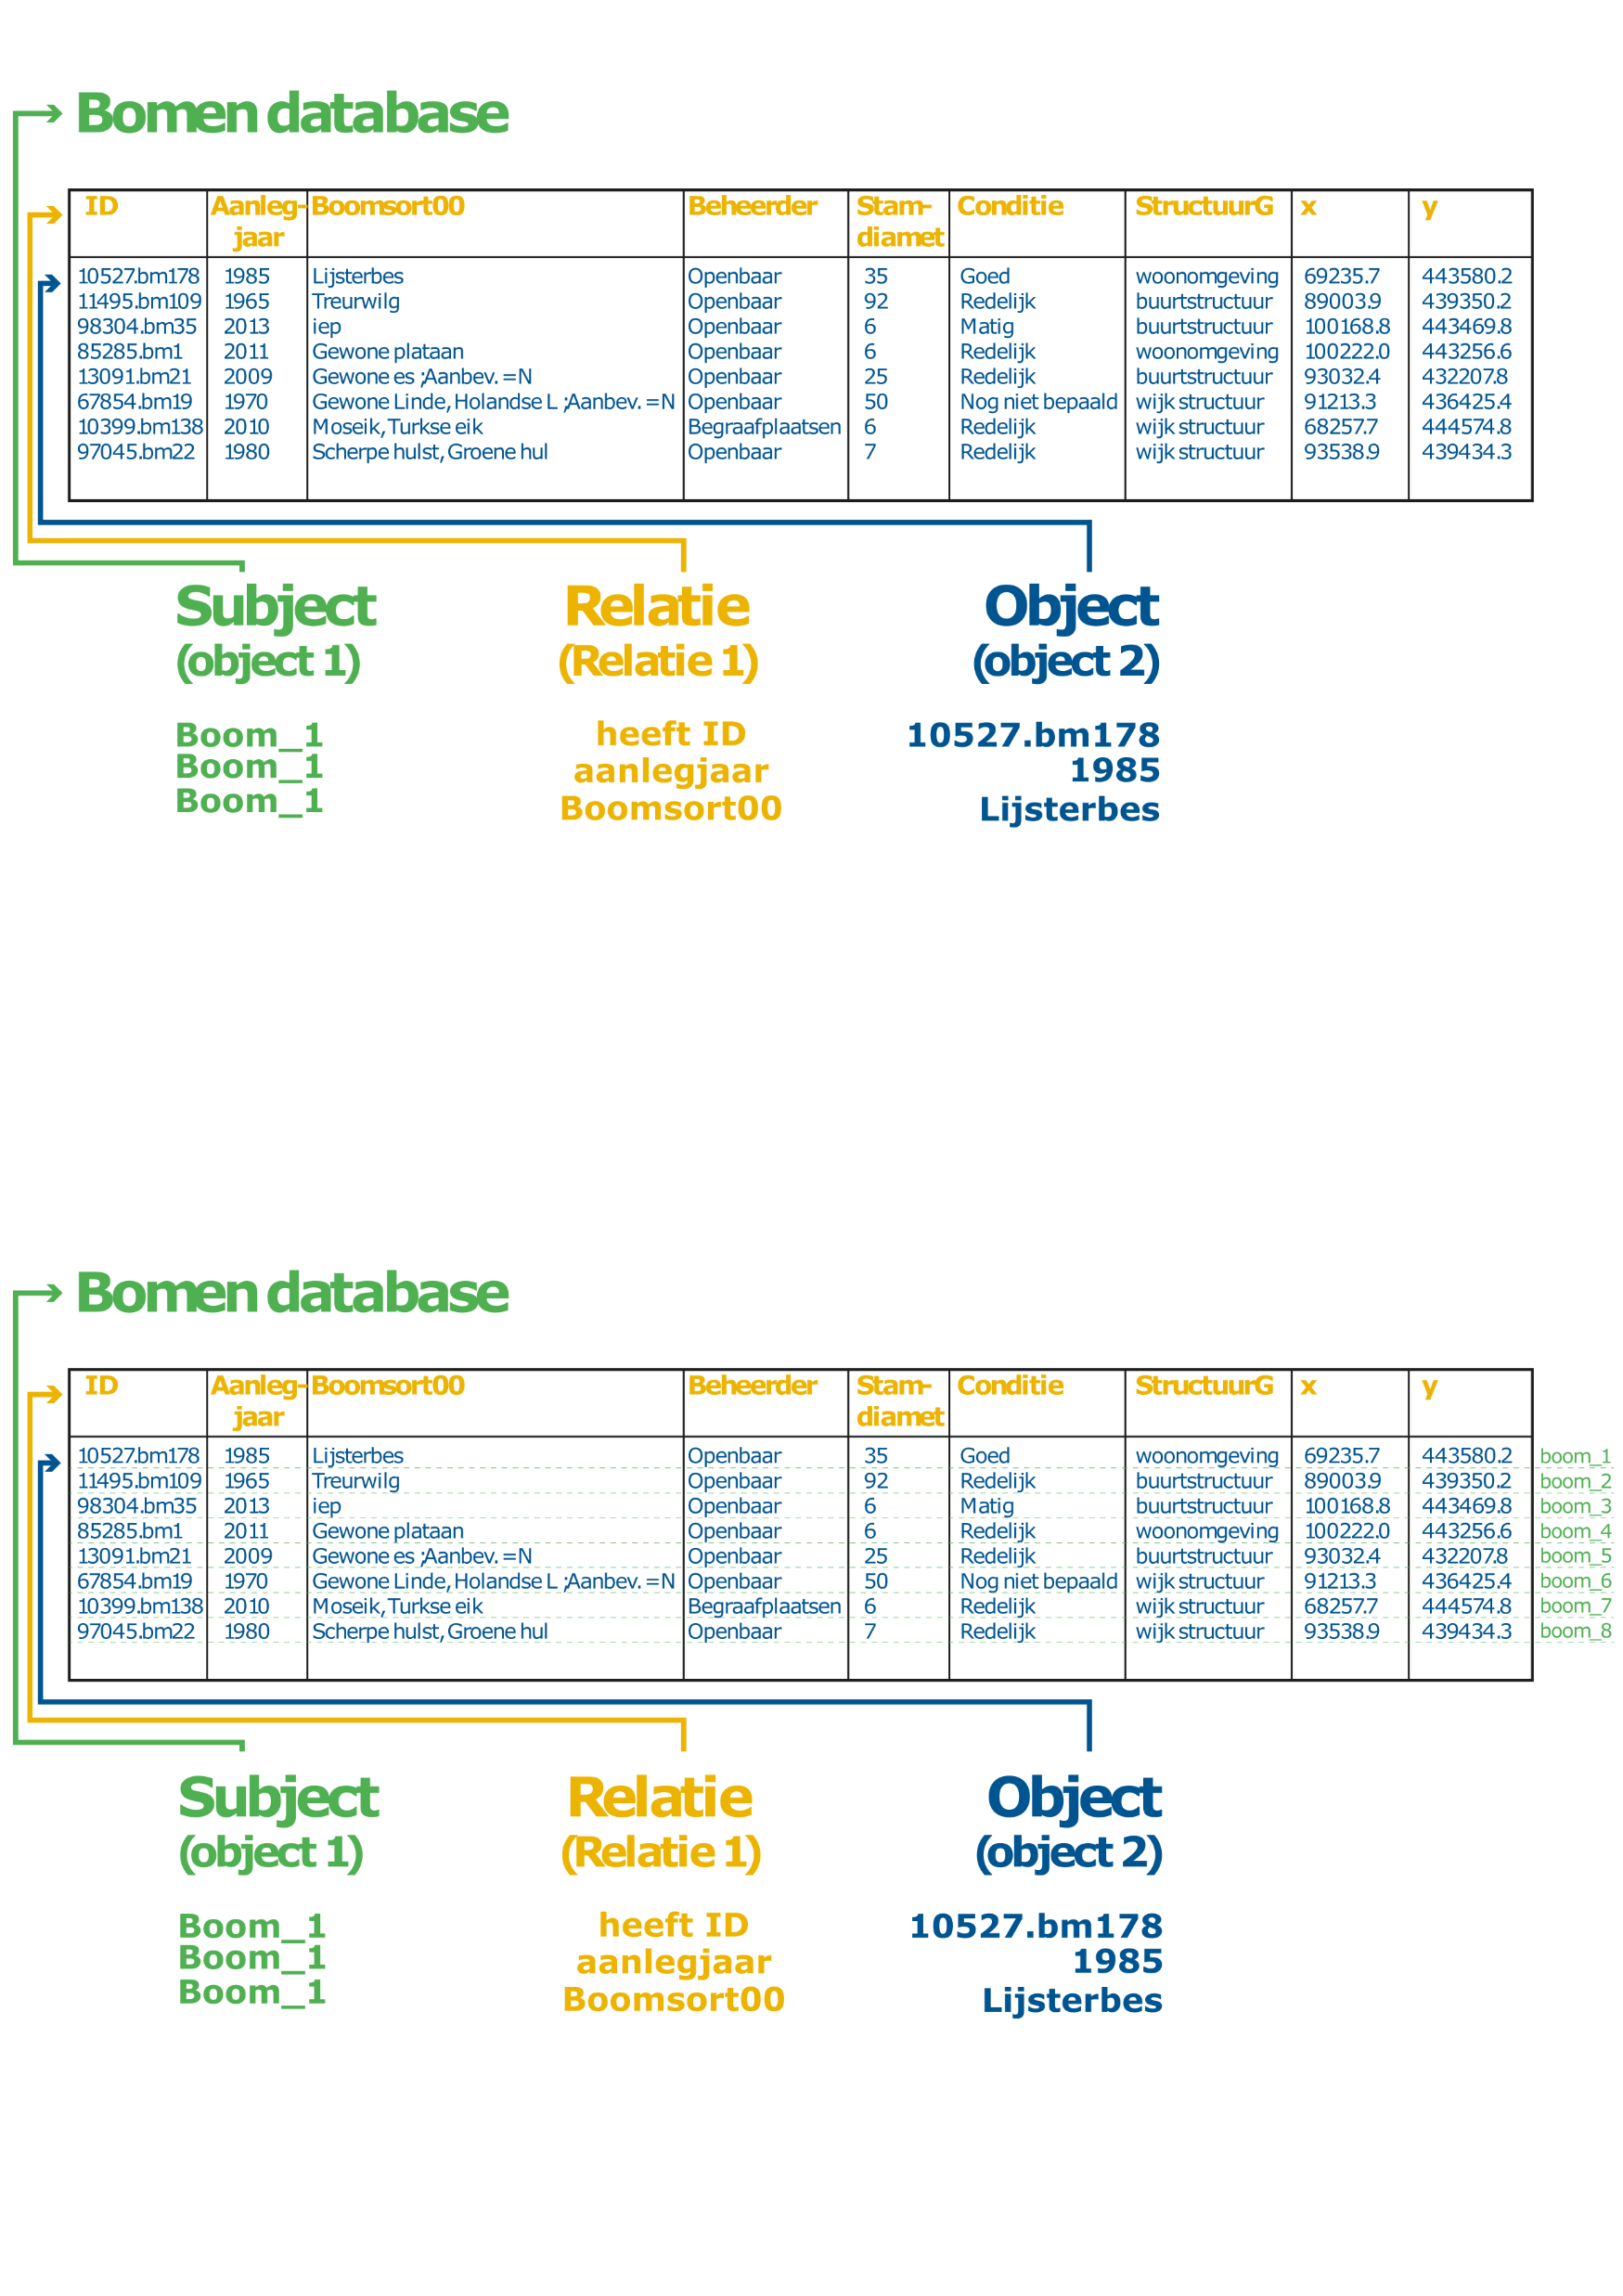 Bomen database
ID Aanleg- Boomsort00 Beheerder Stam- Conditie StructuurG x y
jaar diamet
10527.bm178 1985 Lijsterbes Openbaar 35 Goed woonomgeving 69235.7 443580.2
11495.bm109 1965 Treurwilg Openbaar 92 Redelijk buurtstructuur 89003.9 439350.2
98304.bm35 2013 iep Openbaar 6 Matig buurtstructuur 100168.8 443469.8
85285.bm1 2011 Gewone plataan Openbaar 6 Redelijk woonomgeving 100222.0 443256.6
13091.bm21 2009 Gewone es ;Aanbev. = N Openbaar 25 Redelijk buurtstructuur 93032.4 432207.8
67854.bm19 1970 Gewone Linde, Holandse L ;Aanbev. = N Openbaar 50 Nog niet bepaald wijk structuur 91213.3 436425.4
10399.bm138 2010 Moseik, Turkse eik Begraafplaatsen 6 Redelijk wijk structuur 68257.7 444574.8
97045.bm22 1980 Scherpe hulst, Groene hul Openbaar 7 Redelijk wijk structuur 93538.9 439434.3
Subject Relatie Object
(object 1) (Relatie 1) (object 2)
Boom_1 heeft ID 10527.bm178
Boom_1 aanlegjaar 1985
Boom_1 Boomsort00 Lijsterbes
Bomen database
ID Aanleg- Boomsort00 Beheerder Stam- Conditie StructuurG x y
jaar diamet
10527.bm178 1985 Lijsterbes Openbaar 35 Goed woonomgeving 69235.7 443580.2 boom_1
11495.bm109 1965 Treurwilg Openbaar 92 Redelijk buurtstructuur 89003.9 439350.2 boom_2
98304.bm35 2013 iep Openbaar 6 Matig buurtstructuur 100168.8 443469.8 boom_3
85285.bm1 2011 Gewone plataan Openbaar 6 Redelijk woonomgeving 100222.0 443256.6 boom_4
13091.bm21 2009 Gewone es ;Aanbev. = N Openbaar 25 Redelijk buurtstructuur 93032.4 432207.8 boom_5
67854.bm19 1970 Gewone Linde, Holandse L ;Aanbev. = N Openbaar 50 Nog niet bepaald wijk structuur 91213.3 436425.4 boom_6
10399.bm138 2010 Moseik, Turkse eik Begraafplaatsen 6 Redelijk wijk structuur 68257.7 444574.8 boom_7
97045.bm22 1980 Scherpe hulst, Groene hul Openbaar 7 Redelijk wijk structuur 93538.9 439434.3 boom_8
Subject Relatie Object
(object 1) (Relatie 1) (object 2)
Boom_1 heeft ID 10527.bm178
Boom_1 aanlegjaar 1985
Boom_1 Boomsort00 Lijsterbes